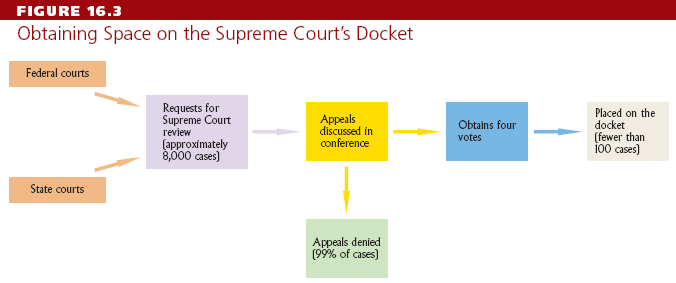 FIGURE 16.3
Obtaining Space on the Supreme Court's Docket
Federal courts
State courts
Requests for
Supreme Court
review
(approximately
8,000 cases)
Appeals
discussed in
conference
Appeals denied
(99% of cases)
Obtains four
votes
Placed on the
docket
(fewer than
100 cases)